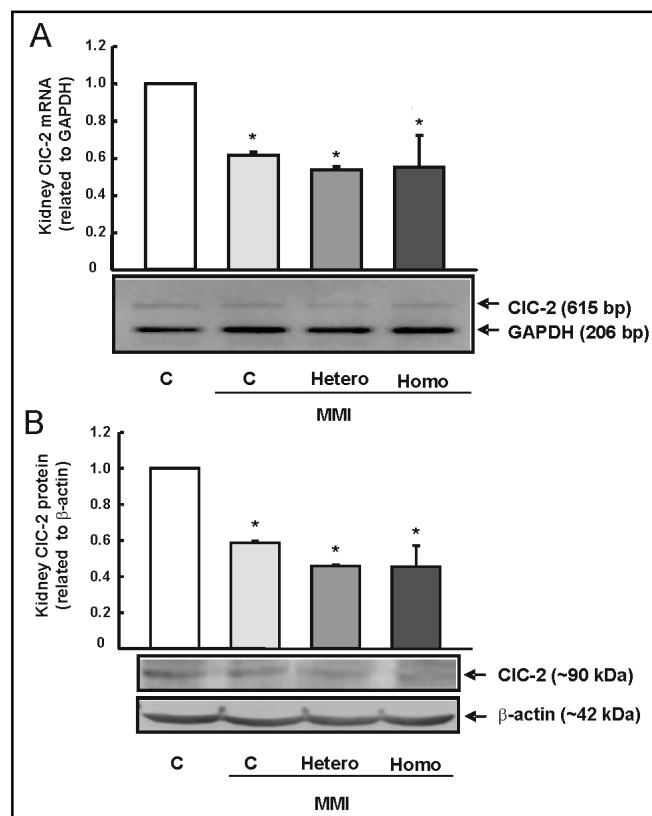 A
Kidney ClC-2 mRNA
(related to GAPDH)
1.2
1.0
0.8
0.6
0.4
0.2
0
*
*
*
ClC-2 (615 bp)
GAPDH (206 bp)
C C Hetero Homo
MMI
B
Kidney ClC-2 protein
(related to β-actin)
1.2
1.0
0.8
0.6
0.4
0.2
0
*
*
*
ClC-2 (~90 kDa)
β-actin (~42 kDa)
C C Hetero Homo
MMI